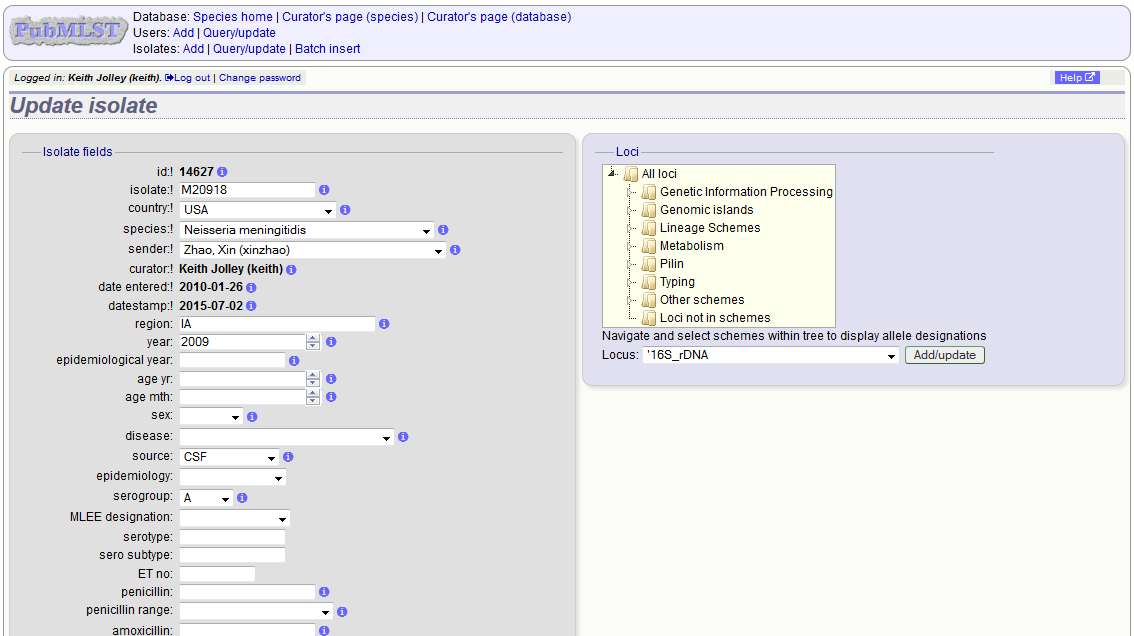 PubMLST
Database: Species home | Curator's page (species) | Curator's page (database)
Users: Add | Query/update
Isolates: Add | Query/update | Batch insert
Logged in: Keith Jolley (keith). Log out | Change password
Help
Update isolate
Isolate fields
id:! 14627
isolate:! M20918
country:! USA
species:! Neisseria meningitidis
sender:! Zhao, Xin (xinzhao)
curator:! Keith Jolley (keith)
date entered:! 2010-01-26
datestamp:! 2015-07-02
region: IA
year: 2009
epidemiological year:
age yr:
age mth:
sex:
disease:
source: CSF
epidemiology:
serogroup: A
MLEE designation:
serotype:
sero subtype:
ET no:
penicillin:
penicillin range:
amoxicillin:
Loci
All loci
Genetic Information Processing
Genomic islands
Lineage Schemes
Metabolism
Pilin
Typing
Other schemes
Loci not in schemes
Navigate and select schemes within tree to display allele designations
Locus: '16S_rDNA Add/update